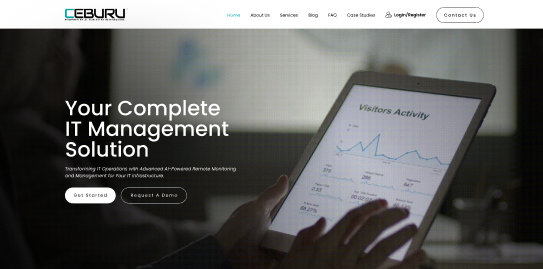 CEBURU
Home
About Us
Services
Blog
FAQ
Case Studies
Login/Register
Contact Us
Your Complete
IT Management
Solution
Transforming IT Operations with Advanced AI-Powered Remote Monitoring
and Management for Your IT Infrastructure.
Get Started
Request A Demo
Visitors Activity